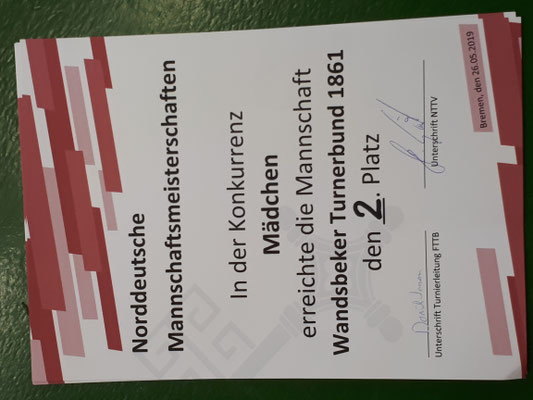 Norddeutsche
Mannschaftsmeisterschaften
In der Konkurrenz
Mädchen
erreichte die Mannschaft
Wandsbeker Turnerbund 1861
den 2. Platz
Unterschrift Turnierleitung FTTB
Unterschrift NTTV
Bremen, den 26.05.2019